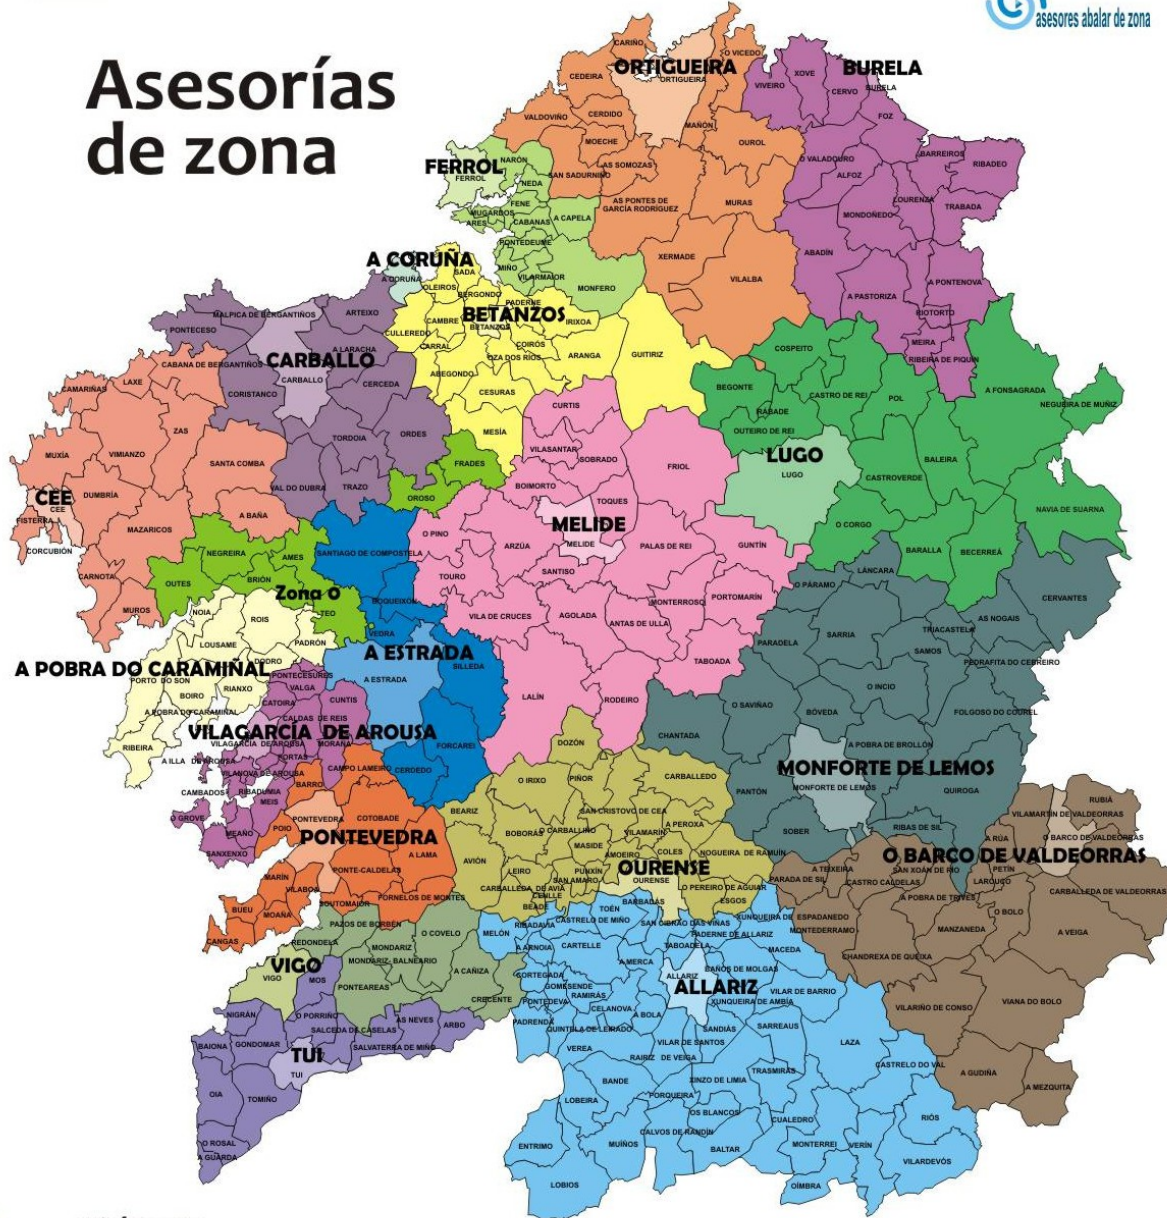 asesores abalar de zona
Asesorías
de zona
CARIÑO
O VICEDO
ORTIGUEIRA
ORTIGUEIRA
CEDEIRA
XOVE
BURELA
VIVEIRO
CERVO
BURELA
VALDOVIÑO
CERDIDO
FOZ
MAÑÓN
MOECHE
OUROL
FERROL
NARÓN
FERROL
NEDA
SAN SADURNIÑO
AS SOMOZAS
O VALADOURO
BARREIROS
RIBADEO
ALFOZ
FENE
MUGARDOS
ARES
CABANAS
A CAPELA
AS PONTES DE
GARCÍA RODRÍGUEZ
MURAS
LOURENZÁ
TRABADA
MONDOÑEDO
PONTEDEUME
XERMADE
ABADÍN
A CORUÑA
A CORUÑA
SADA
MIÑO
VILARMAIOR
MONFERO
VILALBA
A PONTENOVA
OLEIROS
BERGONDO
PADERNE
A PASTORIZA
MALPICA DE BERGANTIÑOS
ARTEIXO
CAMBRE
BETANZOS
BETANZOS
IRIXOA
RIOTORTO
PONTECESO
CULLEREDO
CARRAL
COIRÓS
MEIRA
A LARACHA
OZA DOS RÍOS
ARANGA
GUITIRIZ
COSPEITO
RIBEIRA DE PIQUÍN
CABANA DE BERGANTIÑOS
CARBALLO
CARBALLO
ABEGONDO
LAXE
CAMARIÑAS
CERCEDA
CORISTANCO
CESURAS
BEGONTE
CASTRO DE REI
POL
A FONSAGRADA
NEGUEIRA DE MUÑIZ
CURTIS
RÁBADE
ZAS
TORDOIA
ORDES
MESÍA
OUTEIRO DE REI
MUXÍA
VIMIANZO
SANTA COMBA
VILASANTAR
SOBRADO
FRIOL
LUGO
LUGO
BALEIRA
FRADES
CASTROVERDE
CEE
CEE
DUMBRÍA
VAL DO DUBRA
TRAZO
OROSO
BOIMORTO
TOQUES
FISTERRA
A BAÑA
MAZARICOS
MELIDE
MELIDE
O CORGO
NAVIA DE SUARNA
CORCUBIÓN
NEGREIRA
AMES
SANTIAGO DE COMPOSTELA
O PINO
ARZÚA
PALAS DE REI
GUNTÍN
BARALLA
BECERREÁ
CARNOTA
OUTES
BRIÓN
TOURO
SANTISO
LÁNCARA
O PÁRAMO
MUROS
NOIA
Zona 0
TEO
BOQUEIXÓN
MONTERROSO
PORTOMARÍN
CERVANTES
ROIS
VILA DE CRUCES
AGOLADA
ANTAS DE ULLA
AS NOGAIS
LOUSAME
PADRÓN
VEDRA
PARADELA
SARRIA
TRIACASTELA
SAMOS
A POBRA DO CARAMIÑAL
DODRO
A ESTRADA
A ESTRADA
SILLEDA
TABOADA
PEDRAFITA DO CEBREIRO
PORTO DO SON
PONTECESURES
RIANXO
VALGA
BOIRO
CATOIRA
CUNTIS
LALÍN
RODEIRO
O SAVIÑAO
O INCIO
BÓVEDA
FOLGOSO DO COUREL
A POBRA DO CARAMIÑAL
CALDAS DE REIS
VILAGARCÍA DE AROUSA
VILAGARCÍA DE AROUSA
MORAÑA
RIBEIRA
A ILLA DE AROUSA
PORTAS
FORCAREI
CHANTADA
DOZÓN
A POBRA DE BROLLÓN
VILANOVA DE AROUSA
CAMPO LAMEIRO
CERDEDO
MONFORTE DE LEMOS
MONFORTE DE LEMOS
CAMBADOS
RIBADUMIA
BARRO
O IRIXO
PIÑOR
CARBALLEDO
PANTÓN
QUIROGA
MEIS
O GROVE
PONTEVEDRA
COTOBADE
BEARIZ
SAN CRISTOVO DE CEA
RUBIÁ
VILAMARTÍN DE VALDEORRAS
MEAÑO
POIO
PONTEVEDRA
BOBORÁS
O CARBALLIÑO
VILAMARÍN
A PEROXA
SOBER
RIBAS DE SIL
A RÚA
O BARCO DE VALDEORRAS
SANXENXO
A LAMA
AVIÓN
MASIDE
AMOEIRO
COLES
NOGUEIRA DE RAMUÍN
O BARCO DE VALDEORRAS
MARÍN
PONTE-CALDELAS
LEIRO
PUNXÍN
OURENSE
OURENSE
A TEIXEIRA
SAN XOÁN DE RÍO
PETÍN
VILABOA
SAN AMARO
PARADA DE SIL
CASTRO CALDELAS
LAROUCO
CARBALLEDA DE VALDEORRAS
CARBALLEDA DE AVIA
CENLLE
O PEREIRO DE AGUIAR
A POBRA DE TRIVES
BUEU
MOAÑA
SOUTOMAIOR
FORNELOS DE MONTES
BEADE
TOÉN
BARBADÁS
ESGOS
O BOLO
CANGAS
PAZOS DE BORBÉN
RIBADAVIA
CASTRELO DE MIÑO
SAN CIBRAO DAS VIÑAS
XUNQUEIRA DE ESPADANEDO
MONTEDERRAMO
MANZANEDA
A VEIGA
REDONDELA
MONDARIZ
O COVELO
MELÓN
A ARNOIA
CARTELLE
TABOADELA
PADERNE DE ALLARIZ
MACEDA
VIGO
VIGO
MOS
MONDARIZ-BALNEARIO
A CAÑIZA
CORTEGADA
A MERCA
ALLARIZ
ALLARIZ
BAÑOS DE MOLGAS
CHANDREXA DE QUEIXA
PONTEAREAS
CRECENTE
GOMESENDE
PONTEDEVA
RAMIRÁS
CELANOVA
A BOLA
XUNQUEIRA DE AMBÍA
VILAR DE BARRIO
VILARIÑO DE CONSO
VIANA DO BOLO
NIGRÁN
O PORRIÑO
AS NEVES
ARBO
PADRENDA
QUINTELA DE LEIRADO
SANDIÁS
SARREAUS
SALCEDA DE CASELAS
BAIONA
GONDOMAR
TUI
TUI
SALVATERRA DE MIÑO
VEREA
VILAR DE SANTOS
RAIRIZ DE VEIGA
LAZA
CASTRELO DO VAL
A GUDIÑA
A MEZQUITA
OIA
TOMIÑO
BANDE
XINZO DE LIMIA
TRASMIRÁS
LOBEIRA
PORQUEIRA
OS BLANCOS
CUALEDRO
RIÓS
O ROSAL
A GUARDA
ENTRIMO
MUÍÑOS
CALVOS DE RANDÍN
BALTAR
MONTERREI
VERÍN
VILARDEVÓS
LOBIOS
OÍMBRA